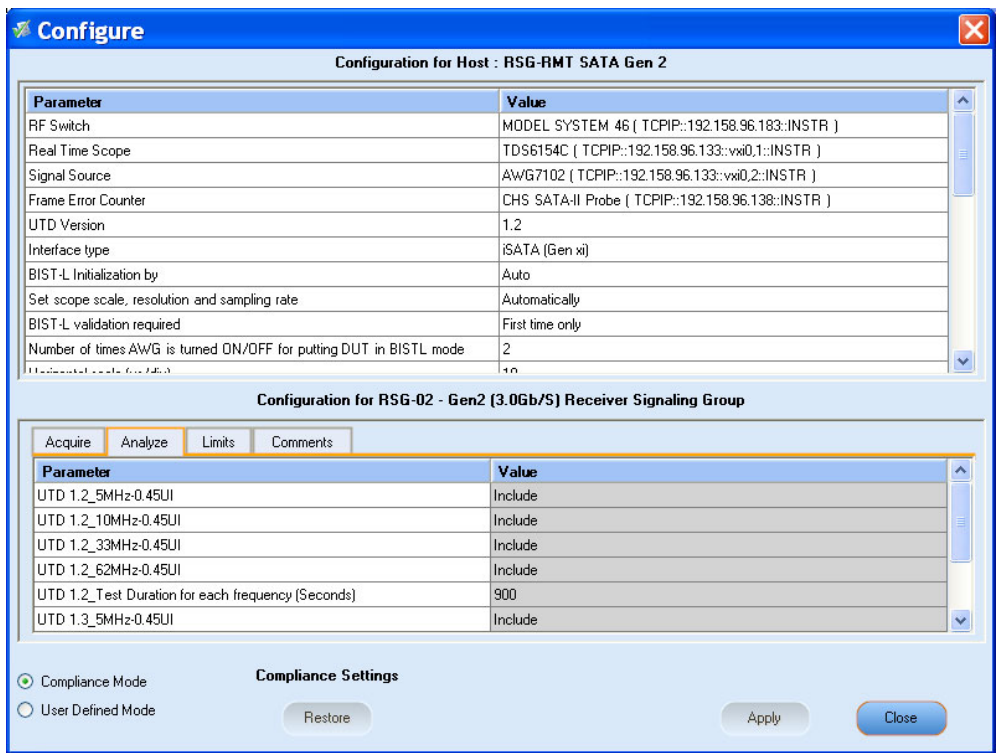 Configure
Configuration for Host : RSG-RMT SATA Gen 2
Parameter Value
RF Switch MODEL SYSTEM 46 ( TCPIP::192.158.96.183::INSTR )
Real Time Scope TDS6154C ( TCPIP::192.158.96.133::vxi0,1::INSTR )
Signal Source AWG7102 ( TCPIP::192.158.96.133::vxi0,2::INSTR )
Frame Error Counter CHS SATA-II Probe ( TCPIP::192.158.96.138::INSTR )
UTD Version 1.2
Interface type iSATA (Gen xi)
BIST-L Initialization by Auto
Set scope scale, resolution and sampling rate Automatically
BIST-L validation required First time only
Number of times AWG is turned ON/OFF for putting DUT in BISTL mode 2
Horizontal scale (us/div) 10
Configuration for RSG-02 - Gen2 (3.0Gb/S) Receiver Signaling Group
Acquire Analyze Limits Comments
Parameter Value
UTD 1.2_5MHz-0.45UI Include
UTD 1.2_10MHz-0.45UI Include
UTD 1.2_33MHz-0.45UI Include
UTD 1.2_62MHz-0.45UI Include
UTD 1.2_Test Duration for each frequency (Seconds) 900
UTD 1.3_5MHz-0.45UI Include
Compliance Mode Compliance Settings
User Defined Mode Restore Apply Close